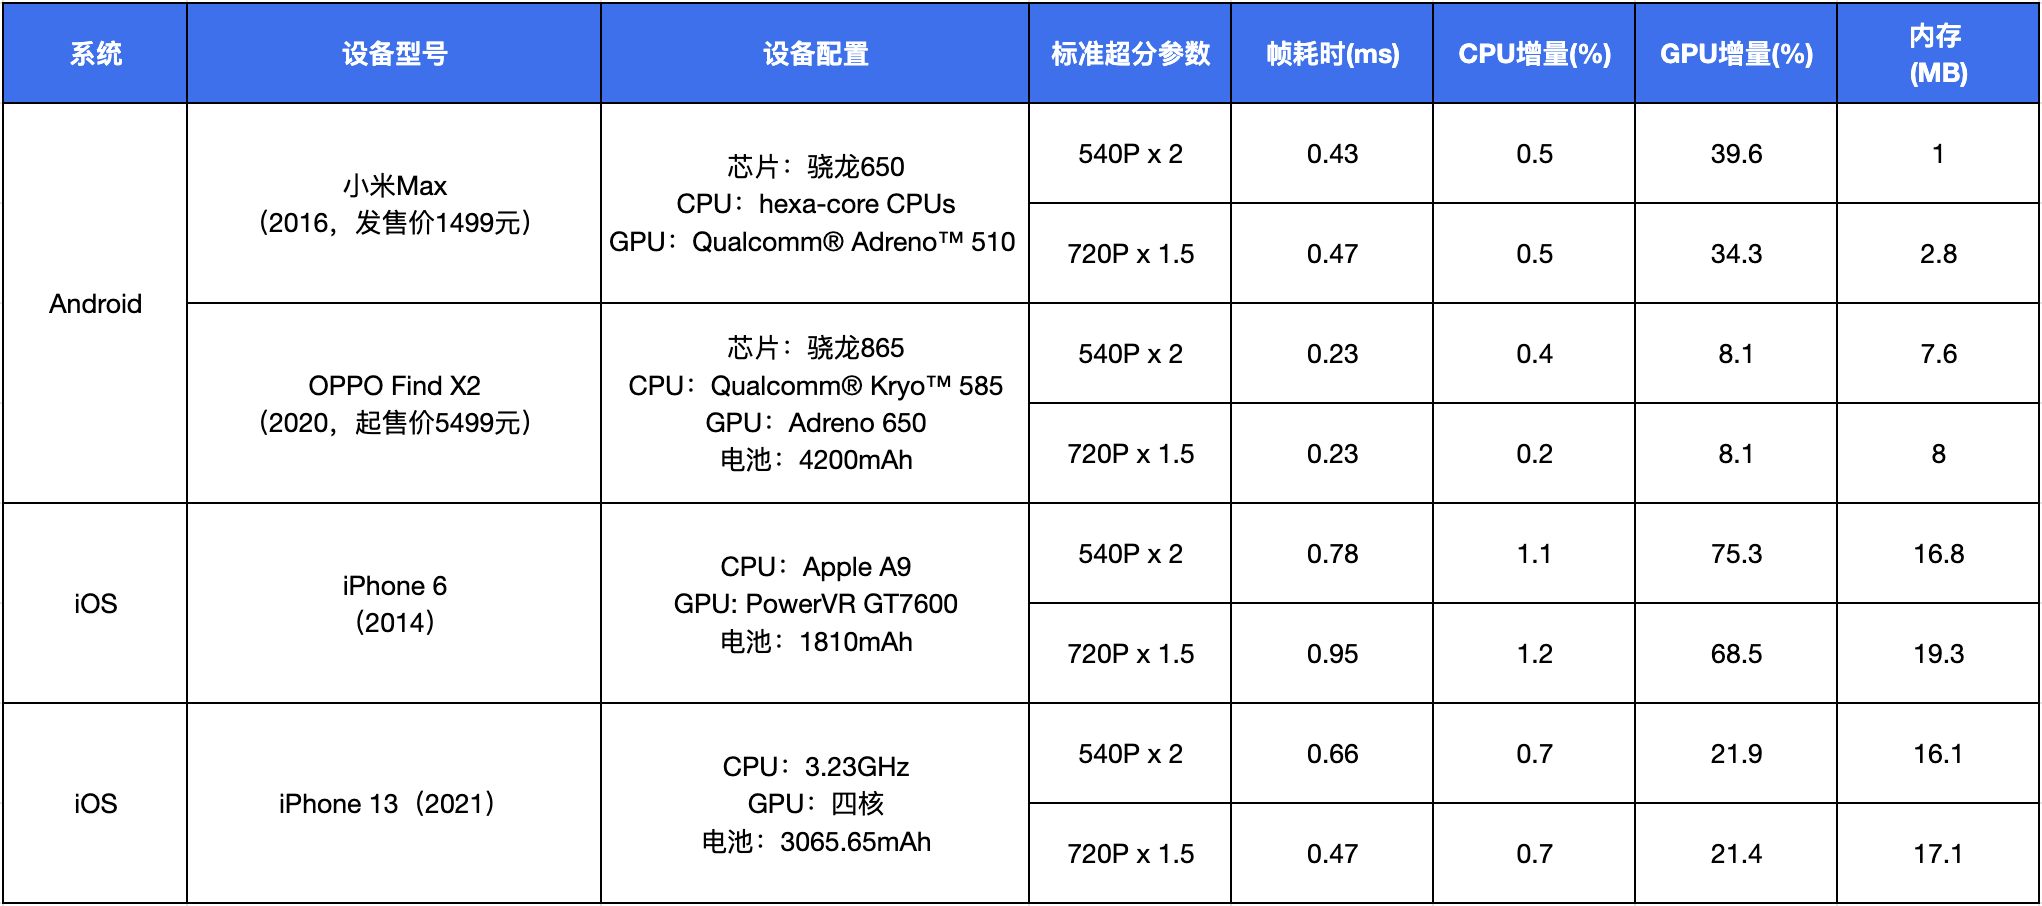 系统 设备型号 设备配置 标准超分参数 帧耗时(ms) CPU增量(%) GPU增量(%) 内存
(MB)
Android
小米Max
（2016，发售价1499元）
芯片：骁龙650
CPU：hexa-core CPUs
GPU：Qualcomm® Adreno™ 510
540P x 2 0.43 0.5 39.6 1
720P x 1.5 0.47 0.5 34.3 2.8
OPPO Find X2
（2020，起售价5499元）
芯片：骁龙865
CPU：Qualcomm® Kryo™ 585
GPU：Adreno 650
电池：4200mAh
540P x 2 0.23 0.4 8.1 7.6
720P x 1.5 0.23 0.2 8.1 8
iOS
iPhone 6
（2014）
CPU：Apple A9
GPU: PowerVR GT7600
电池：1810mAh
540P x 2 0.78 1.1 75.3 16.8
720P x 1.5 0.95 1.2 68.5 19.3
iOS
iPhone 13（2021）
CPU：3.23GHz
GPU：四核
电池：3065.65mAh
540P x 2 0.66 0.7 21.9 16.1
720P x 1.5 0.47 0.7 21.4 17.1